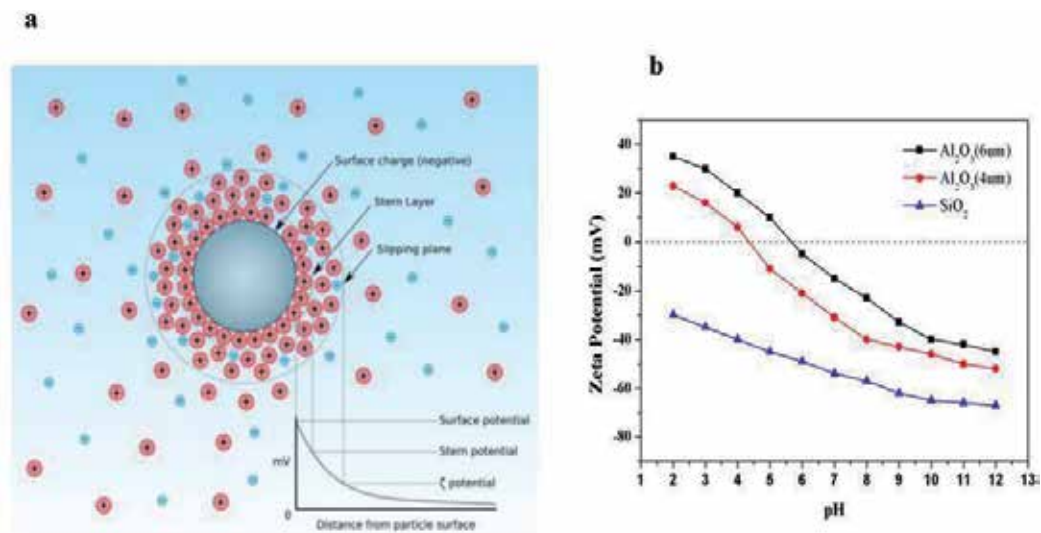 a
Surface charge (negative)
Stern Layer
Slipping plane
Surface potential
Stern potential
ζ potential
mV
0
Distance from particle surface
b
Al₂O₃(6um)
Al₂O₃(4um)
SiO₂
Zeta Potential (mV)
40
20
0
-20
-40
-60
-80
1 2 3 4 5 6 7 8 9 10 11 12 13
pH